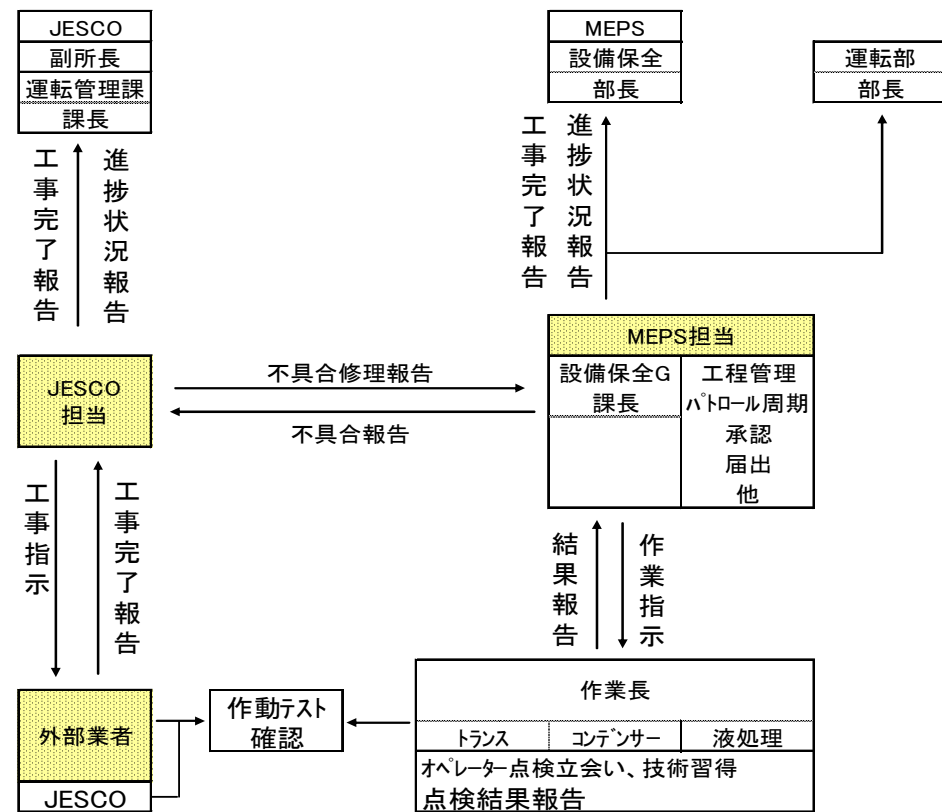 JESCO
副所長
運転管理課
課長
MEPS
設備保全
部長
運転部
部長
工事完了報告
進捗状況報告
工事完了報告
進捗状況報告
JESCO
担当
不具合修理報告
不具合報告
MEPS担当
設備保全G
課長
工程管理
パトロール周期
承認
届出
他
工事指示
工事完了報告
結果報告
作業指示
外部業者
JESCO
作動テスト
確認
作業長
トランス
コンデンサー
液処理
オペレーター点検立会い、技術習得
点検結果報告